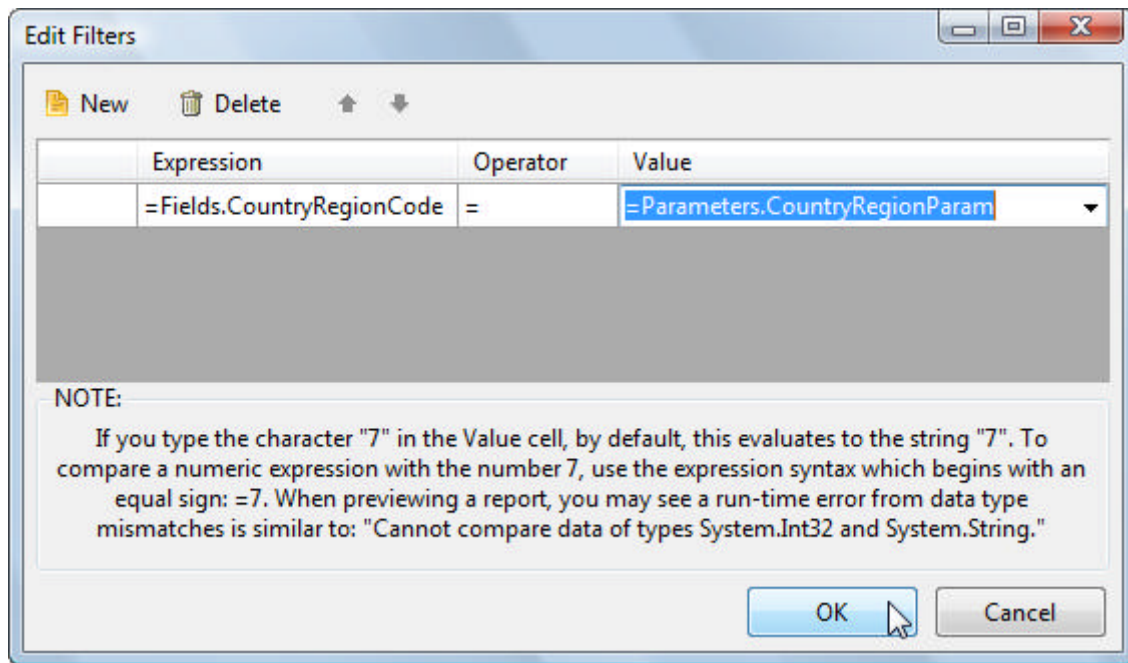 Edit Filters
New Delete
Expression Operator Value
=Fields.CountryRegionCode = =Parameters.CountryRegionParam
NOTE:
If you type the character "7" in the Value cell, by default, this evaluates to the string "7". To
compare a numeric expression with the number 7, use the expression syntax which begins with an
equal sign: =7. When previewing a report, you may see a run-time error from data type
mismatches is similar to: "Cannot compare data of types System.Int32 and System.String."
OK Cancel